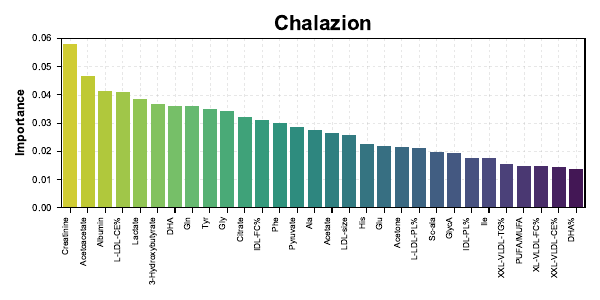 Chalazion
Importance
0.06
0.05
0.04
0.03
0.02
0.01
0.00
Creatinine
Acetoacetate
Albumin
L-LDL-CE%
Lactate
3-Hydroxybutyrate
DHA
Gln
Tyr
Gly
Citrate
IDL-FC%
Phe
Pyruvate
Ala
Acetate
LDL-size
His
Glu
Acetone
L-LDL-PL%
Sc-ala
GlycA
IDL-PL%
Ile
XXL-VLDL-TG%
PUFA/MUFA
XL-VLDL-FC%
XXL-VLDL-CE%
DHA%